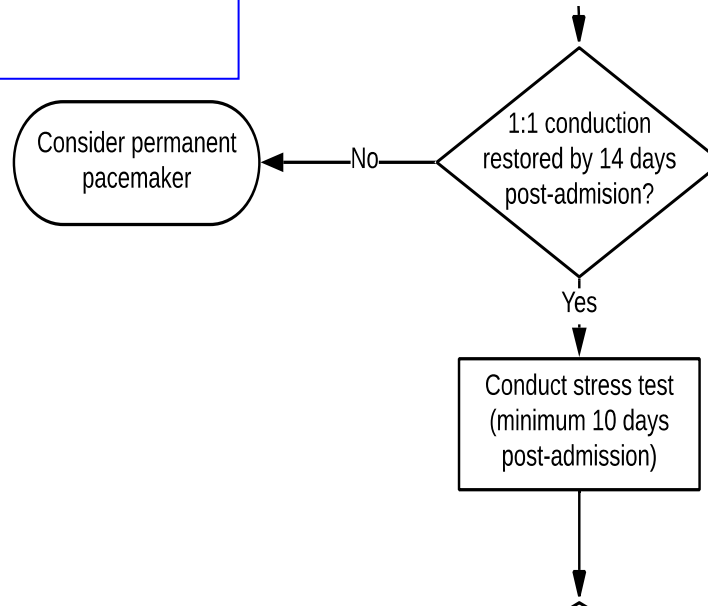 1:1 conduction
restored by 14 days
post-admision?
No
Consider permanent
pacemaker
Yes
Conduct stress test
(minimum 10 days
post-admission)